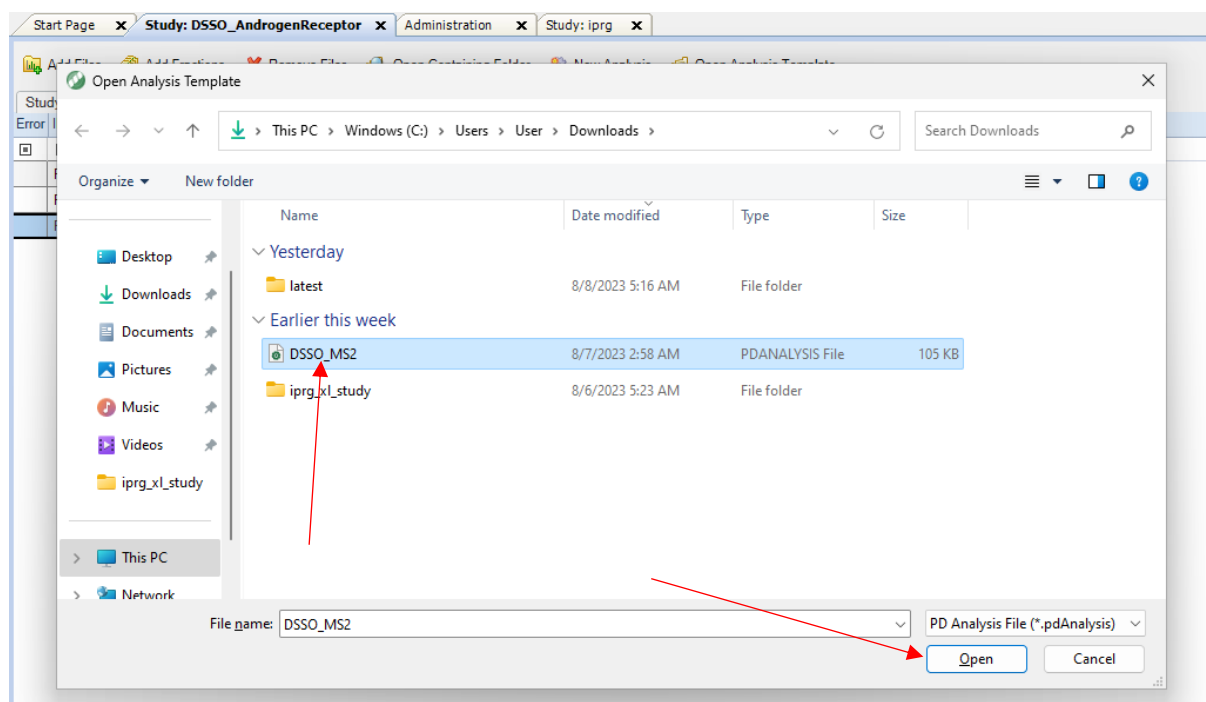 Start Page x Study: DSSO_AndrogenReceptor x Administration x Study: iprg x
Open Analysis Template
Error
This PC > Windows (C:) > Users > User > Downloads >
Search Downloads
Organize New folder
Name Date modified Type Size
Yesterday
latest 8/8/2023 5:16 AM File folder
Earlier this week
DSSO_MS2 8/7/2023 2:58 AM PDANALYSIS File 105 KB
iprg_xl_study 8/6/2023 5:23 AM File folder
Desktop
Downloads
Documents
Pictures
Music
Videos
iprg_xl_study
This PC
Network
File name: DSSO_MS2
PD Analysis File (*.pdAnalysis)
Open Cancel